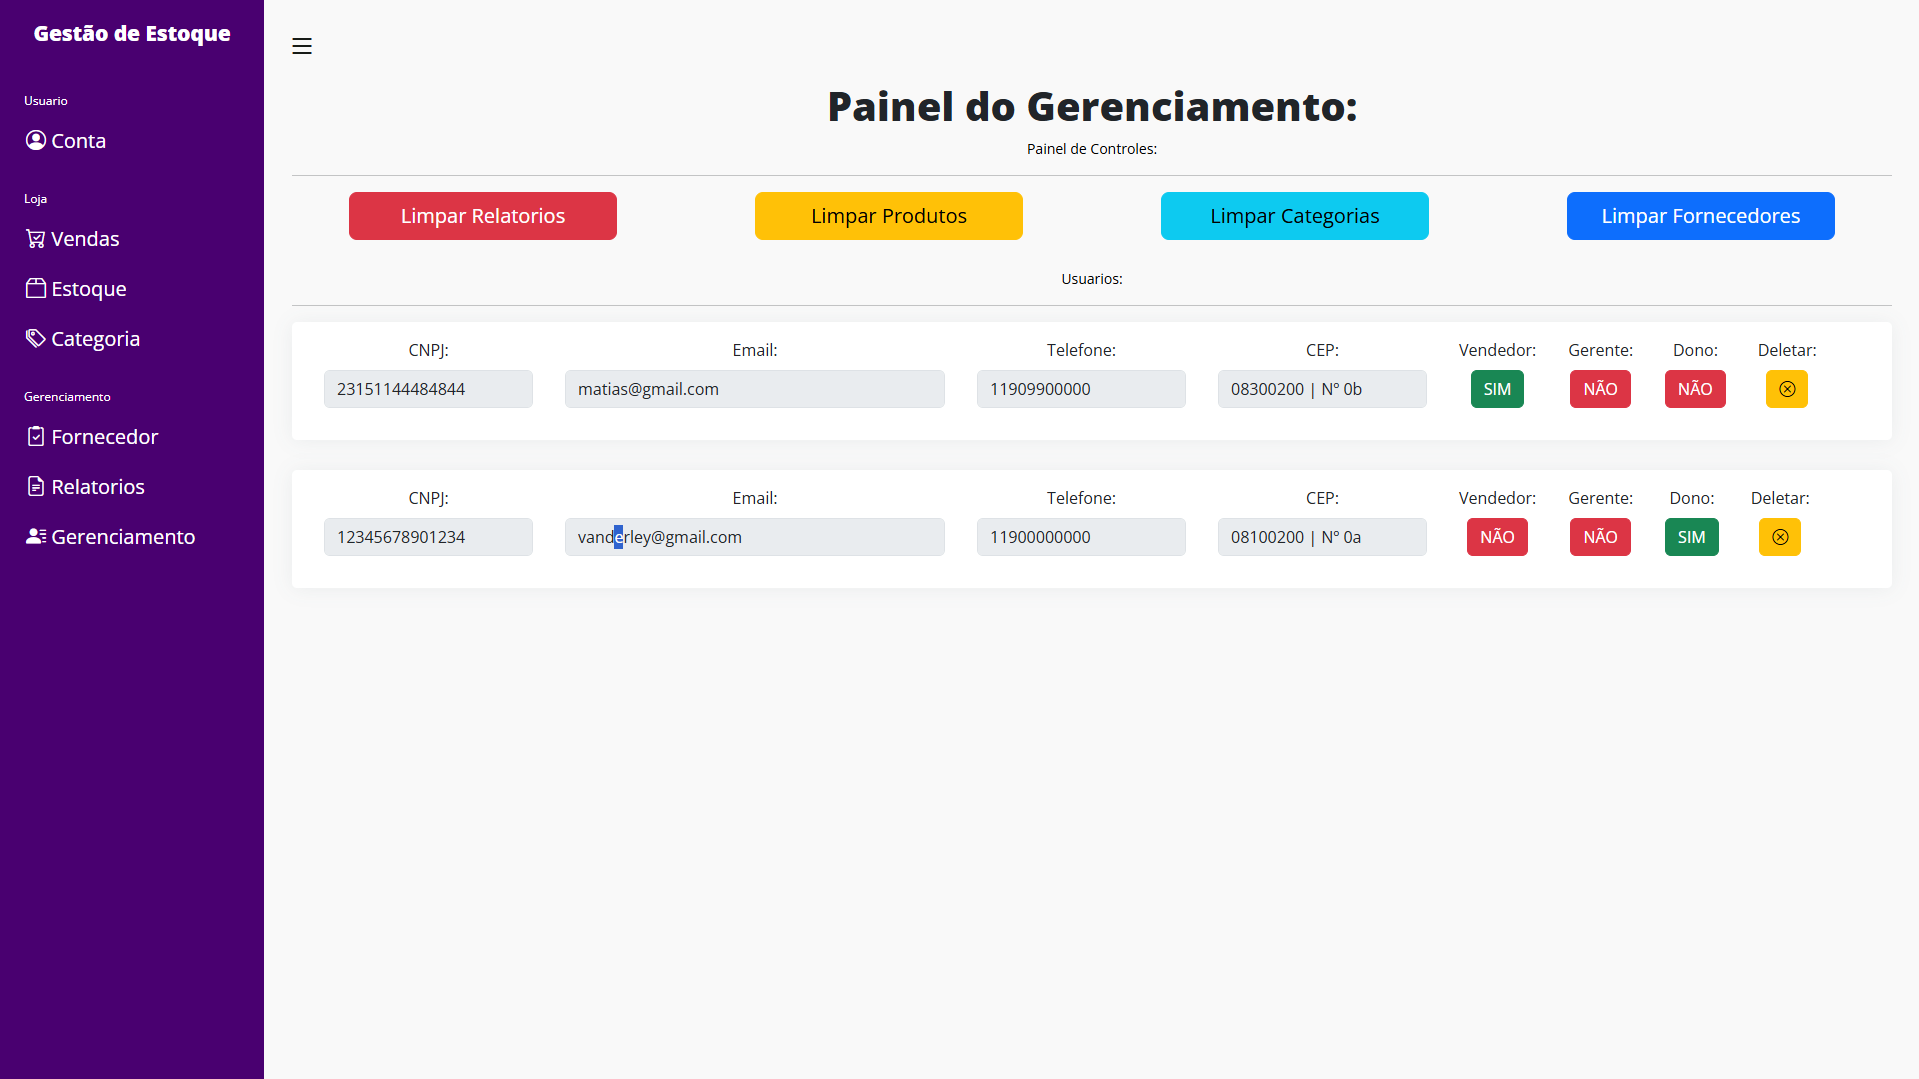 Gestão de Estoque
Usuario
Conta
Loja
Vendas
Estoque
Categoria
Gerenciamento
Fornecedor
Relatorios
Gerenciamento
Painel do Gerenciamento:
Painel de Controles:
Limpar Relatorios Limpar Produtos Limpar Categorias Limpar Fornecedores
Usuarios:
CNPJ: Email: Telefone: CEP: Vendedor: Gerente: Dono: Deletar:
23151144484844 matias@gmail.com 11909900000 08300200 | Nº 0b SIM NÃO NÃO
CNPJ: Email: Telefone: CEP: Vendedor: Gerente: Dono: Deletar:
12345678901234 vanderley@gmail.com 11900000000 08100200 | Nº 0a NÃO NÃO SIM